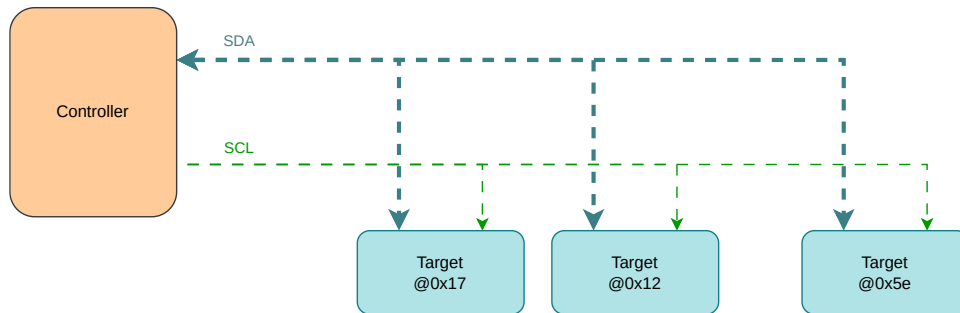 SDA
Controller
SCL
Target
@0x17
Target
@0x12
Target
@0x5e